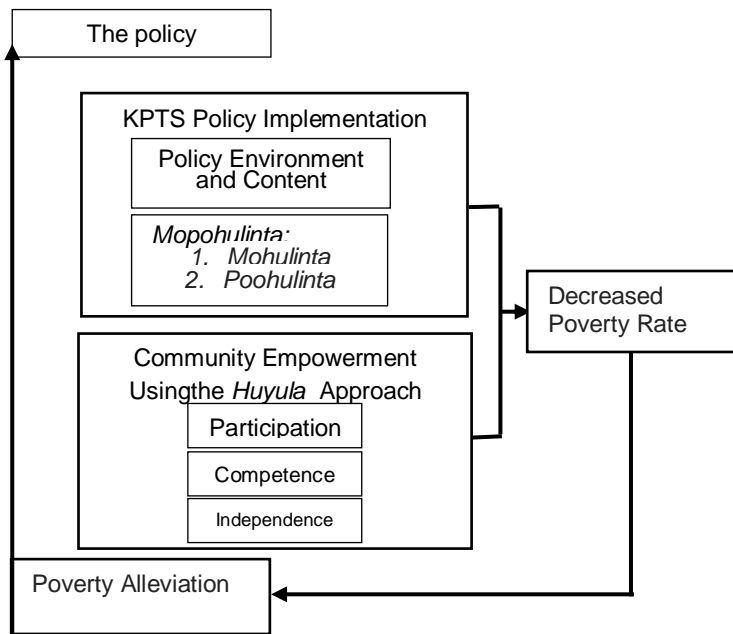 The policy
KPTS Policy Implementation
Policy Environment
and Content
Mopohulinta:
1. Mohulinta
2. Poohulinta
Decreased
Poverty Rate
Community Empowerment
Usingthe Huyula Approach
Participation
Competence
Independence
Poverty Alleviation